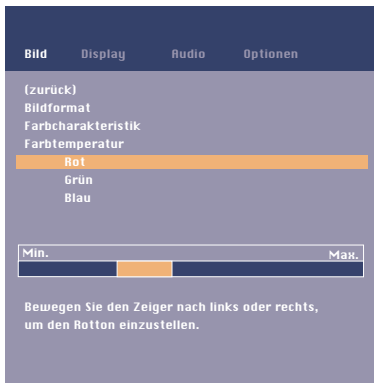 Bild Display Audio Optionen
(zurück)
Bildformat
Farbcharakteristik
Farbtemperatur
Rot
Grün
Blau
Min. Max.
Bewegen Sie den Zeiger nach links oder rechts,
um den Rotton einzustellen.